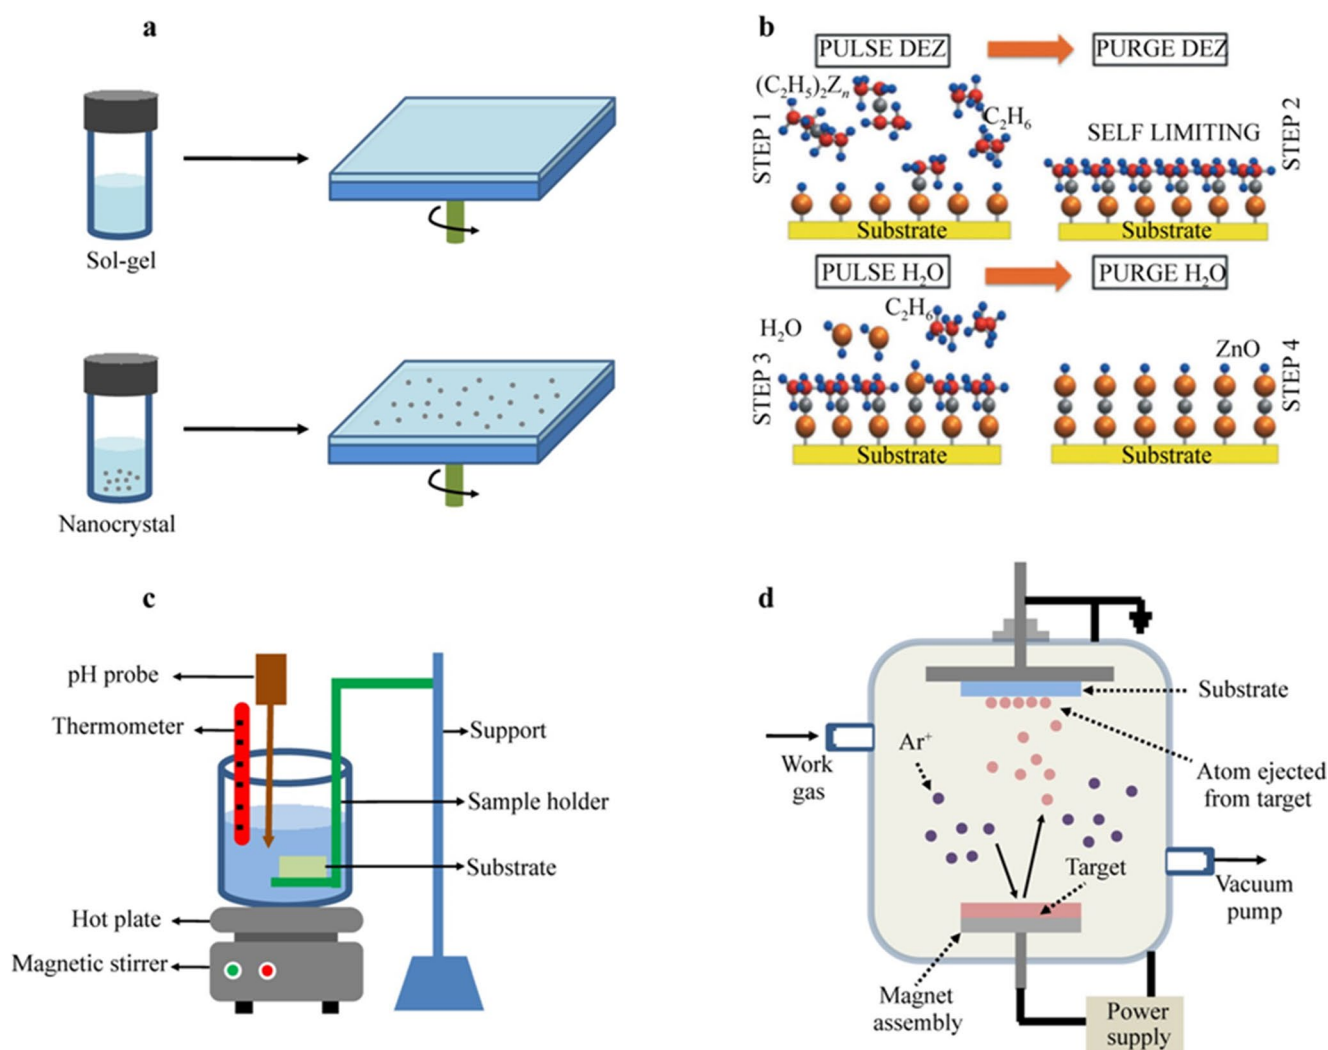 a
Sol-gel
Nanocrystal
b
PULSE DEZ
PURGE DEZ
(C₂H₅)₂Zₙ
C₂H₆
STEP 1
SELF LIMITING
STEP 2
Substrate
Substrate
PULSE H₂O
PURGE H₂O
C₂H₆
H₂O
STEP 3
ZnO
STEP 4
Substrate
Substrate
c
pH probe
Thermometer
Support
Sample holder
Substrate
Hot plate
Magnetic stirrer
d
Substrate
Work
gas
Ar⁺
Atom ejected
from target
Target
Vacuum
pump
Magnet
assembly
Power
supply